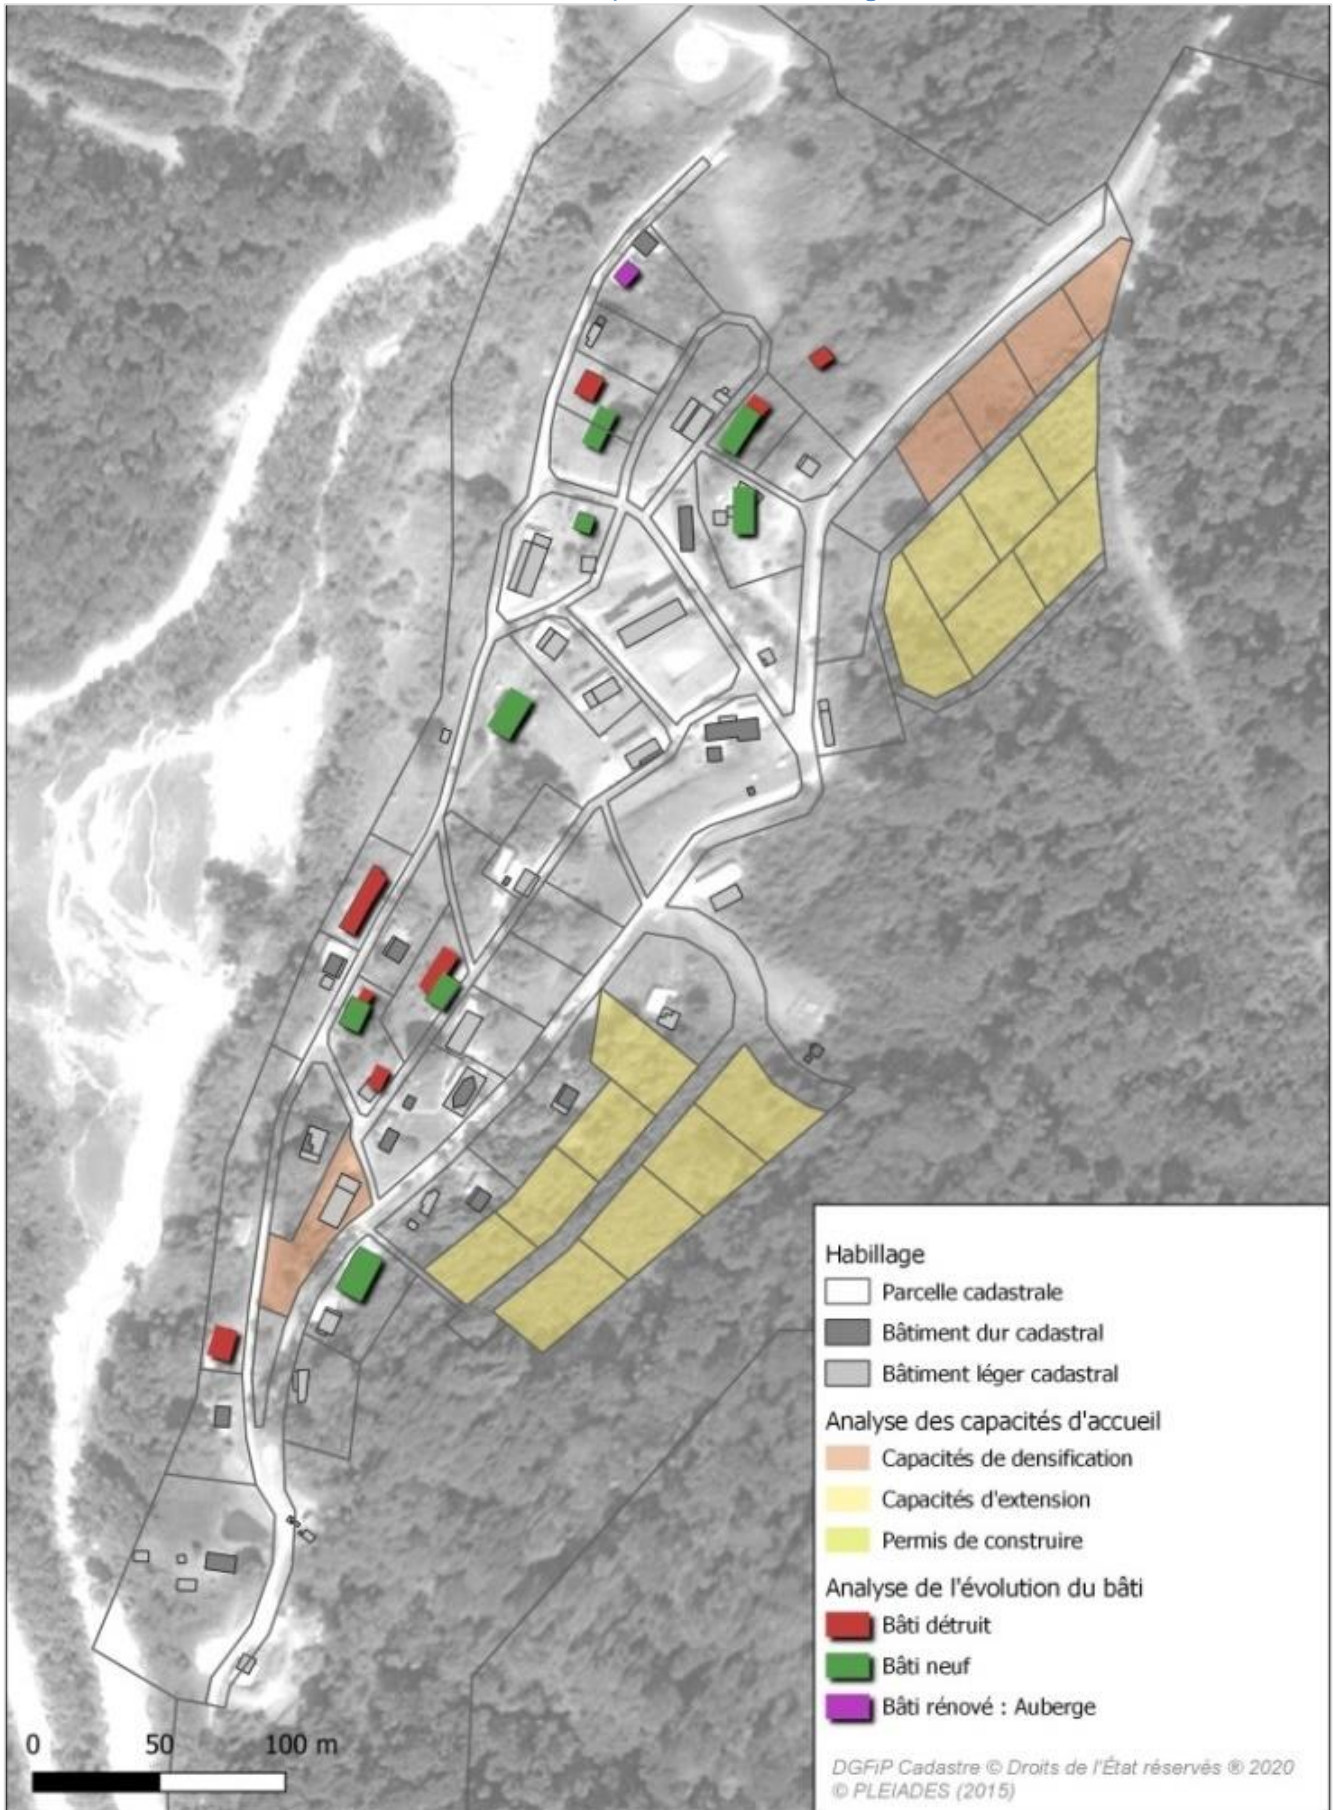 Habillage
Parcelle cadastrale
Bâtiment dur cadastral
Bâtiment léger cadastral
Analyse des capacités d'accueil
Capacités de densification
Capacités d'extension
Permis de construire
Analyse de l'évolution du bâti
Bâti détruit
Bâti neuf
Bâti rénové : Auberge
0 50 100 m
DGFiP Cadastre © Droits de l'État réservés ® 2020
© PLEIADES (2015)